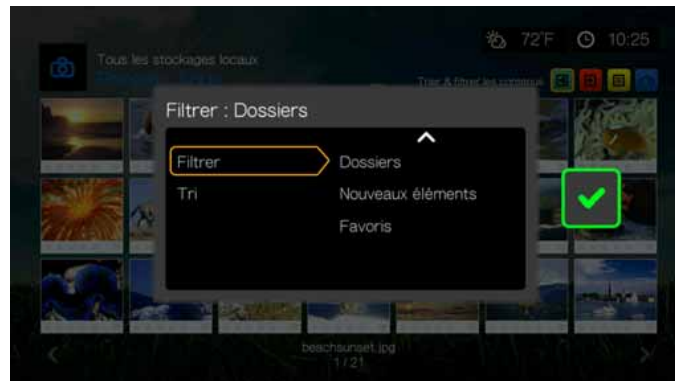 72°F 10:25
Tous les stockages locaux
Trier & filtrer les contenus
Filtrer : Dossiers
Filtrer
Dossiers
Tri
Nouveaux éléments
Favoris
beachsunset.jpg
1 / 21